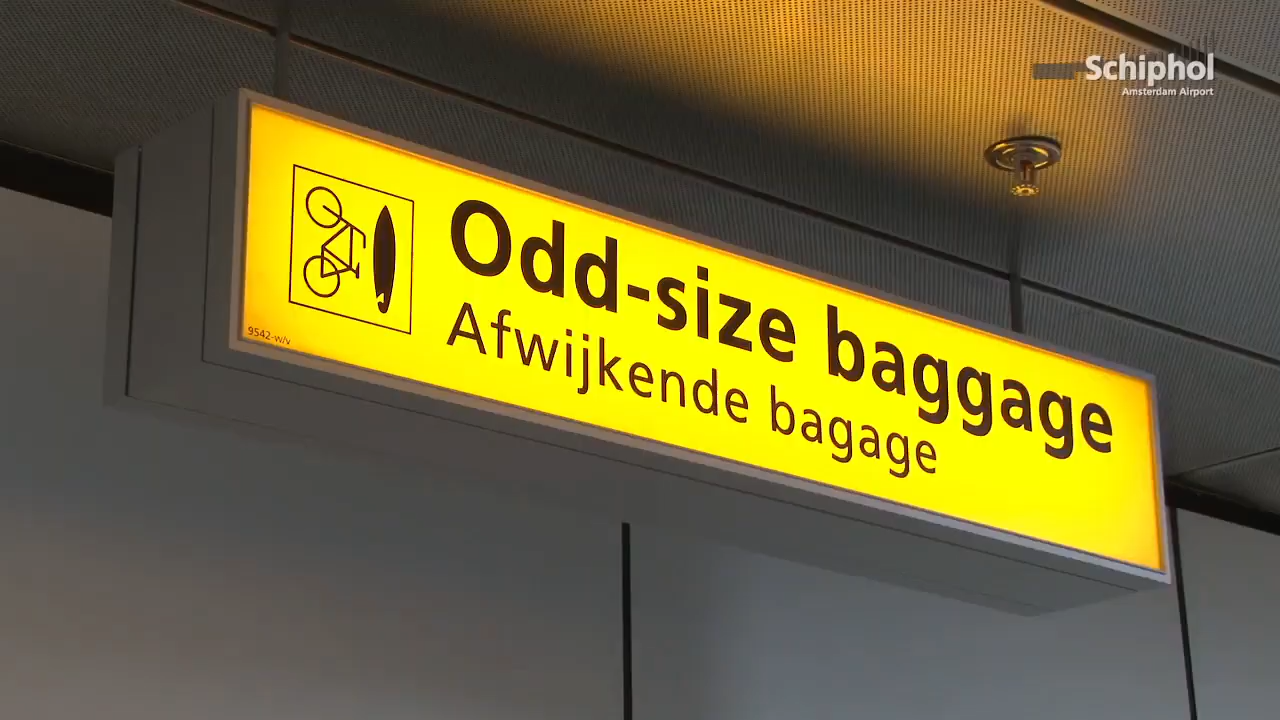 Schiphol
Amsterdam Airport
Odd-size baggage
Afwijkende bagage
9542-w/v